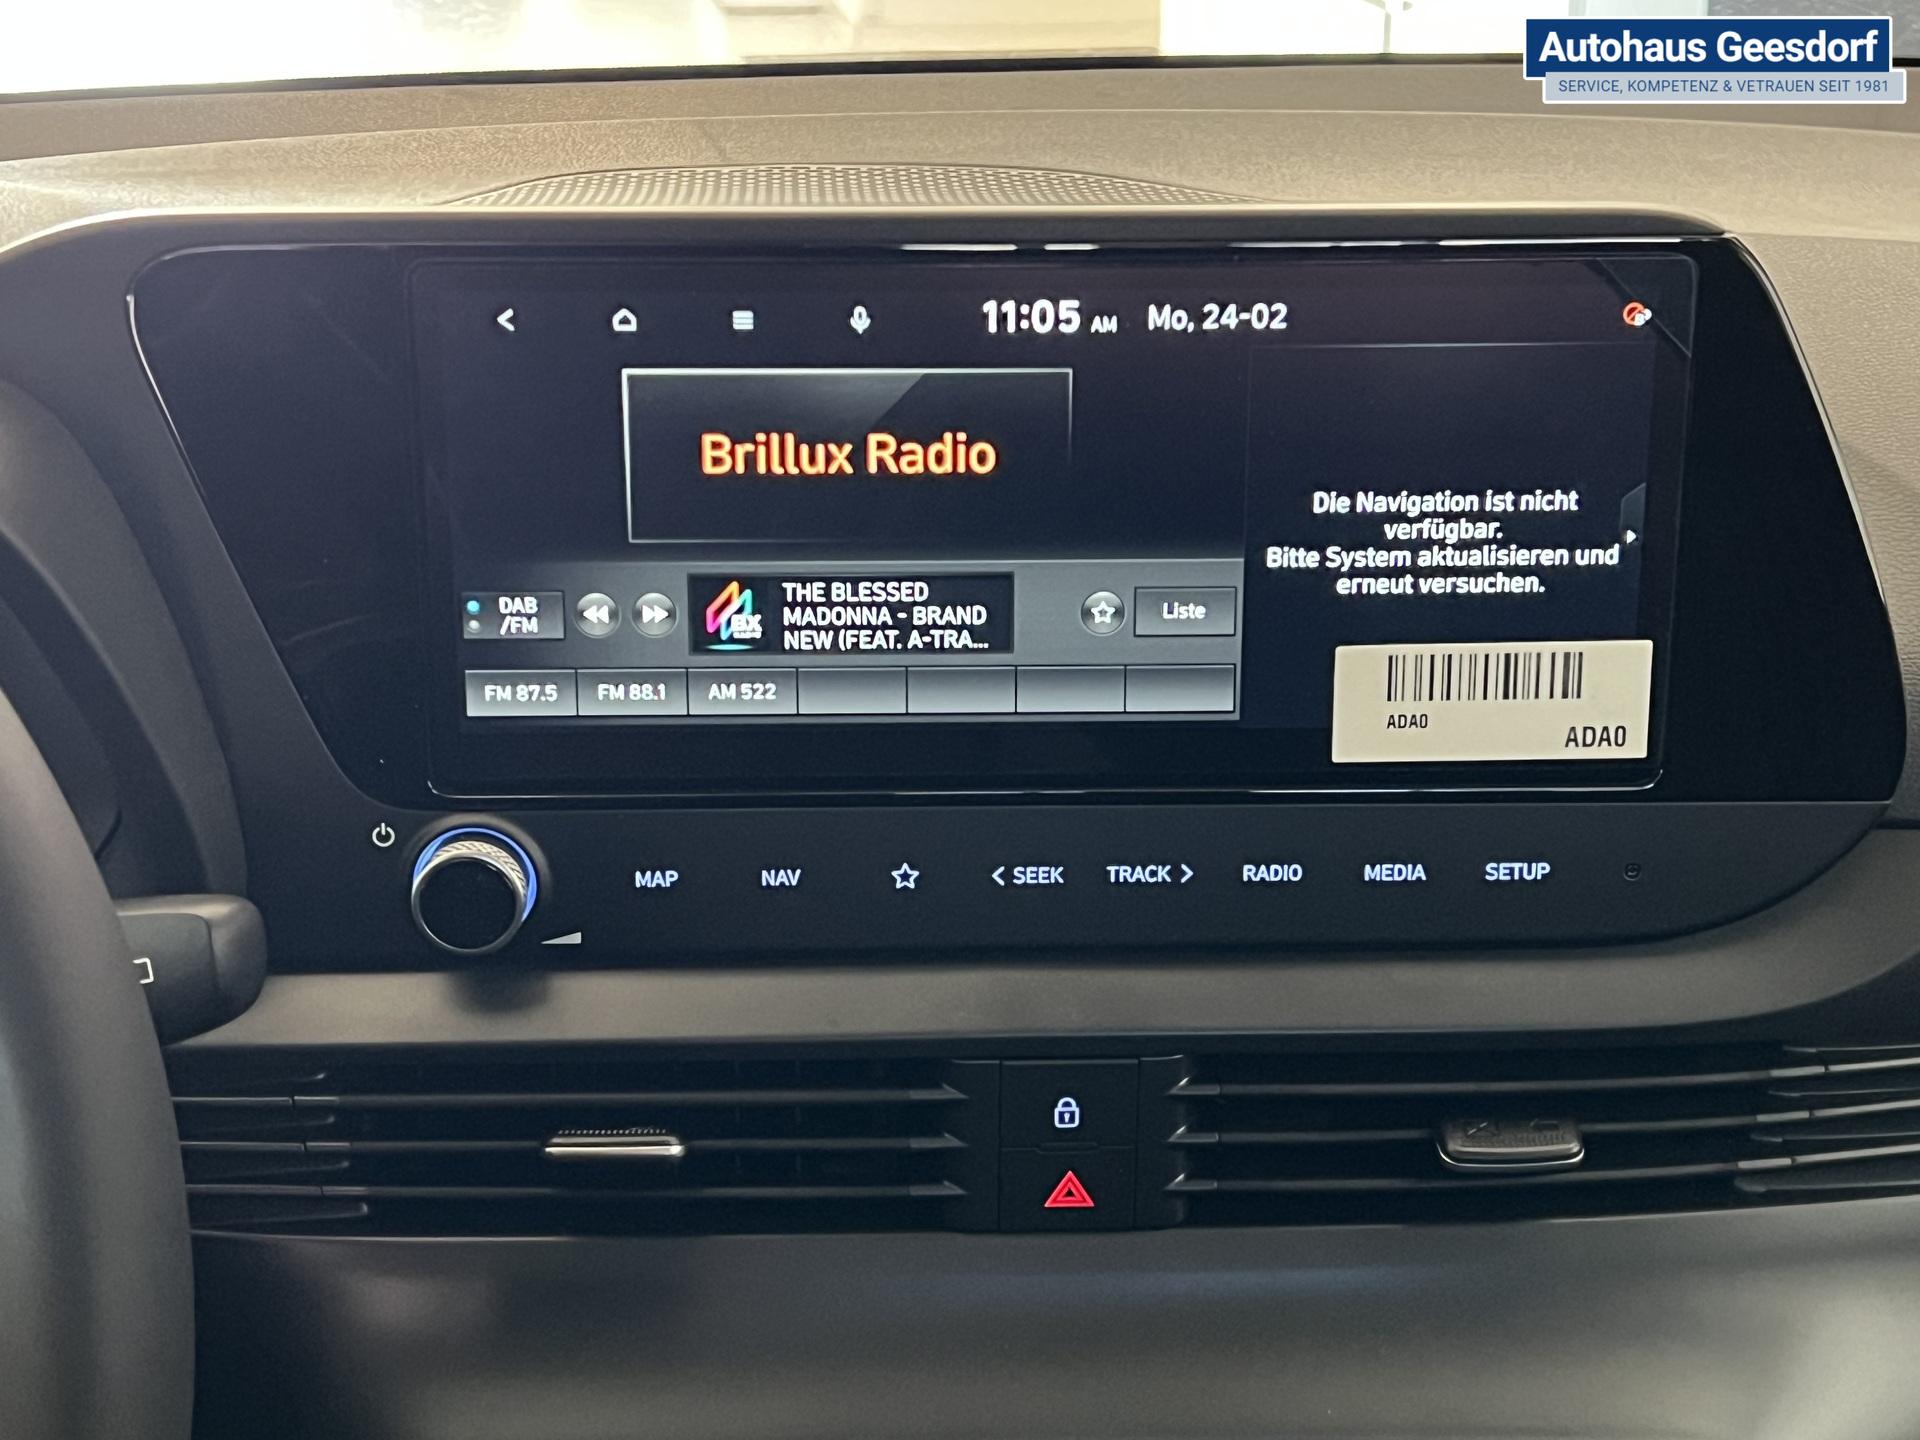 Autohaus Geesdorf
SERVICE, KOMPETENZ & VETRAUEN SEIT 1981
11:05 AM Mo, 24-02
Brillux Radio
Die Navigation ist nicht
verfügbar.
Bitte System aktualisieren und
erneut versuchen.
DAB
/FM
BX
RADIO
THE BLESSED
MADONNA - BRAND
NEW (FEAT. A-TRA...
Liste
FM 87.5
FM 88.1
AM 522
ADA0
ADA0
MAP
NAV
< SEEK
TRACK >
RADIO
MEDIA
SETUP